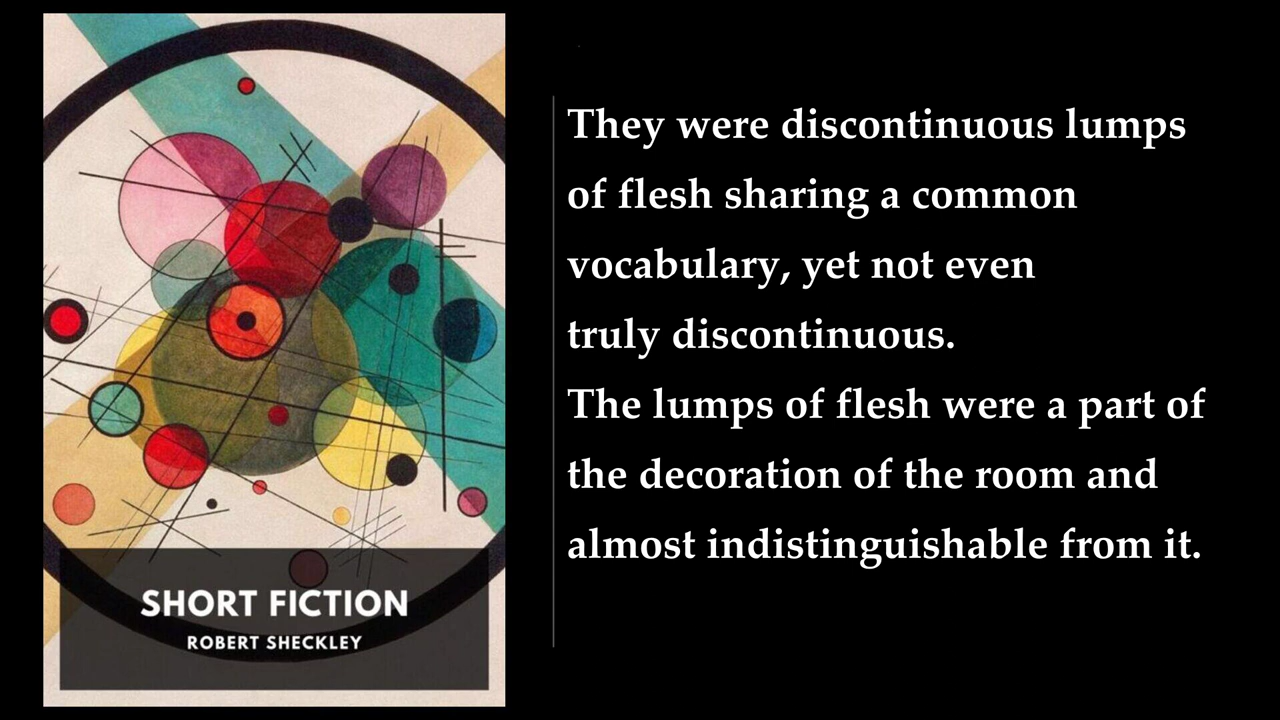 They were discontinuous lumps
of flesh sharing a common
vocabulary, yet not even
truly discontinuous.
The lumps of flesh were a part of
the decoration of the room and
almost indistinguishable from it.
SHORT FICTION
ROBERT SHECKLEY